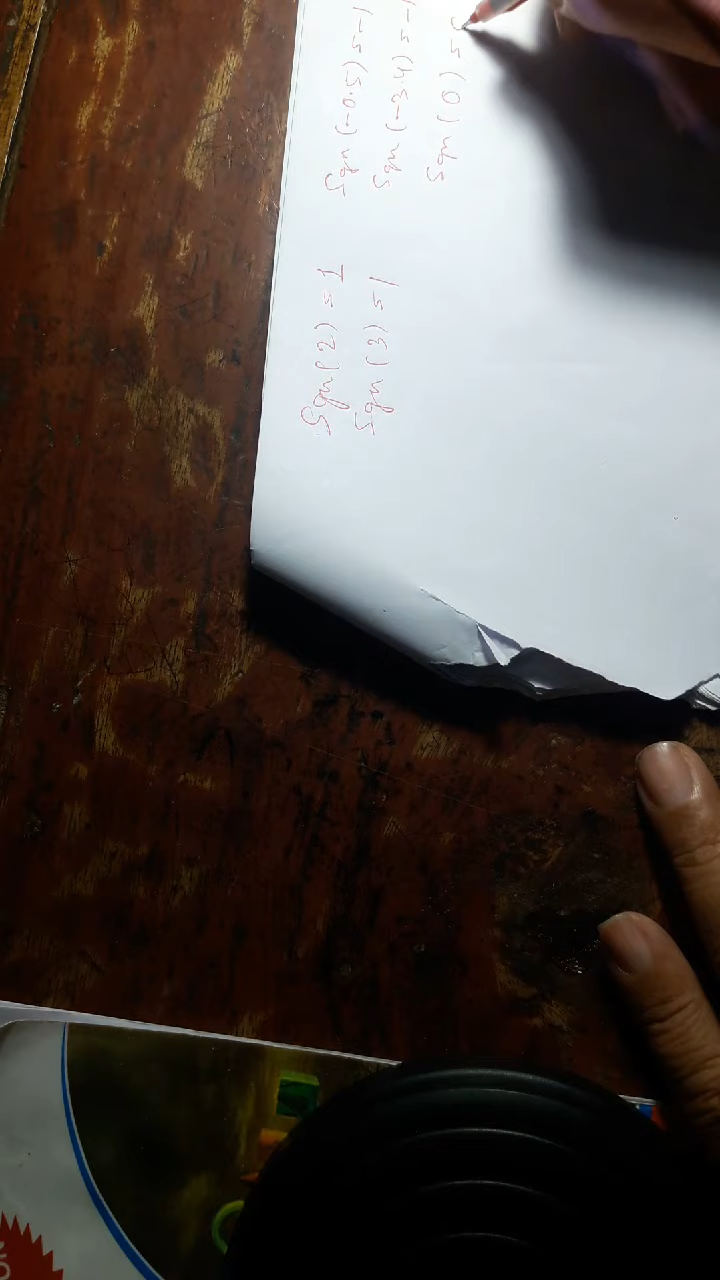 Sgn(2) = 1
Sgn(3) = 1
Sgn(-0.5) = -1
Sgn(-3.4) = -1
Sgn(0) =